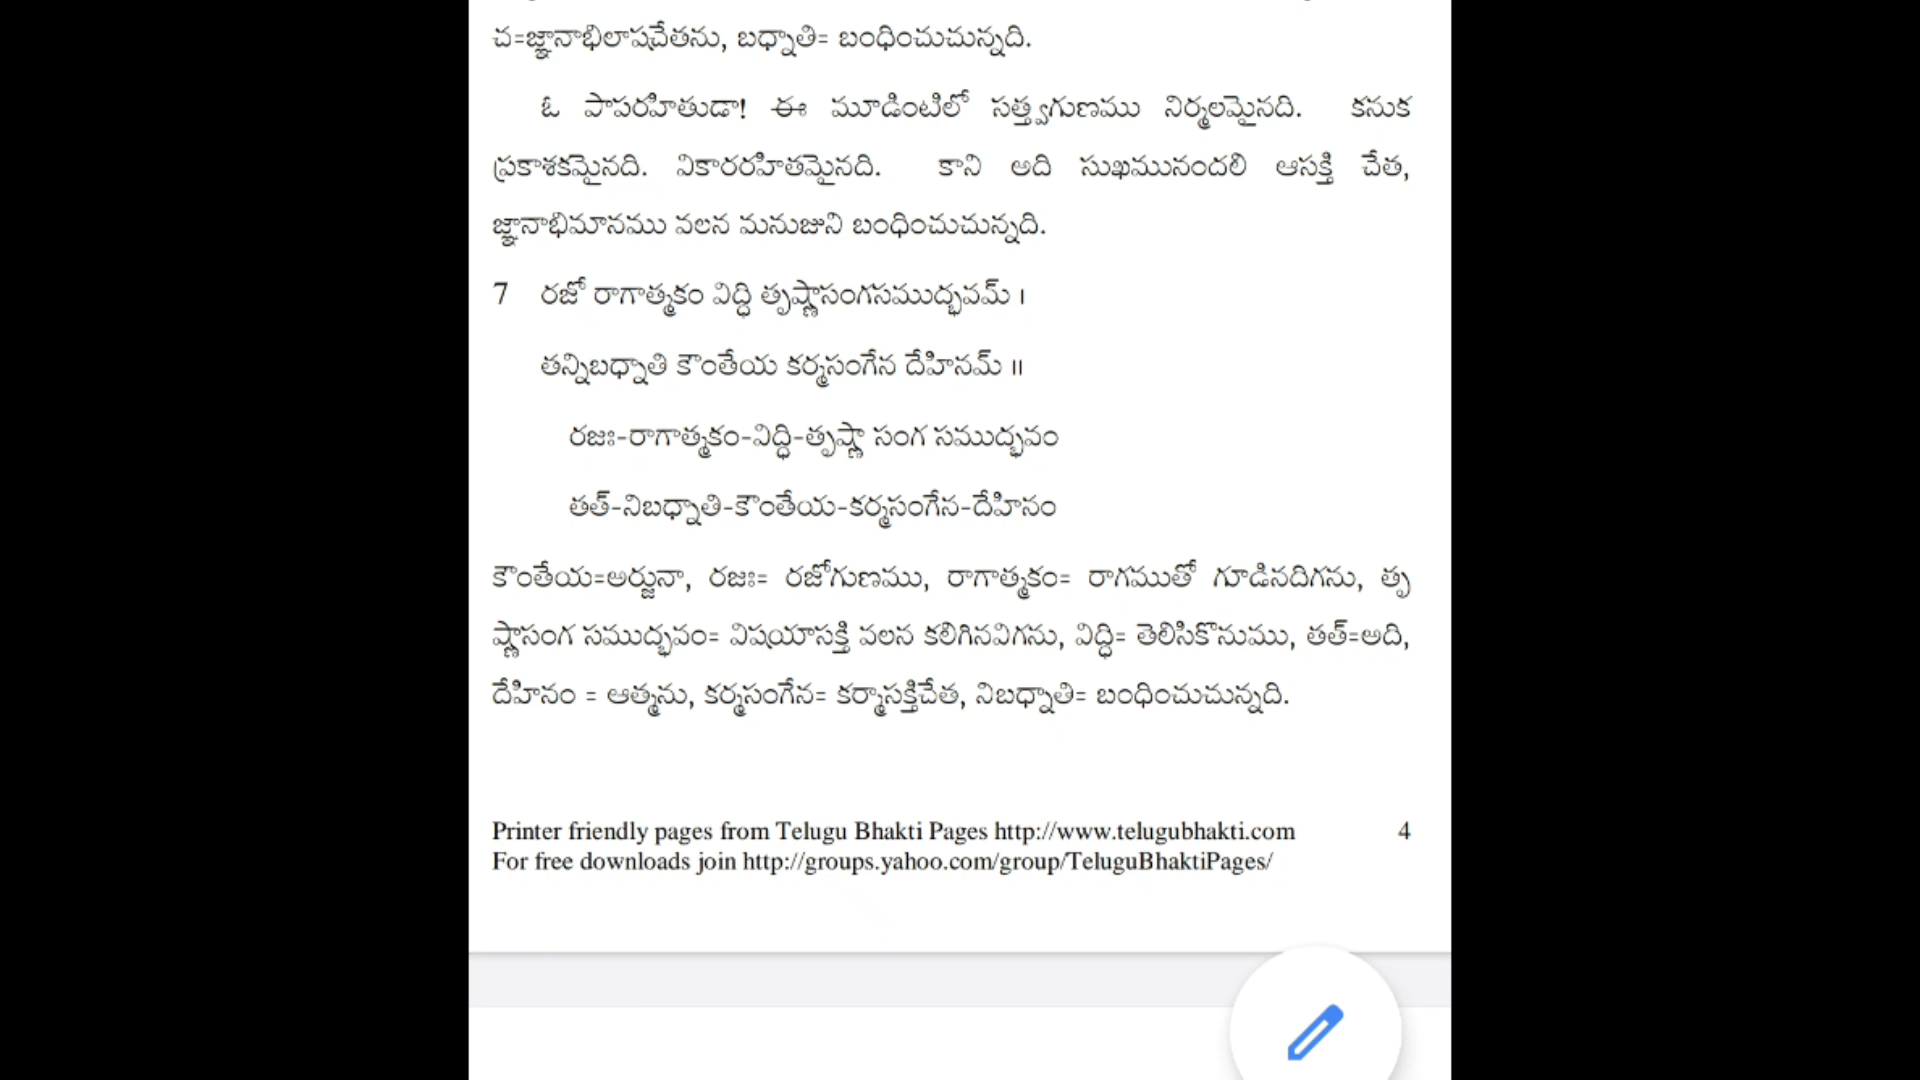 చ=జ్ఞానాభిలాషచేతను, బధ్నాతి= బంధించుచున్నది.
ఓ పాపరహితుడా! ఈ మూడింటిలో సత్త్వగుణము నిర్మలమైనది. కనుక
ప్రకాశకమైనది. వికారరహితమైనది. కాని అది సుఖమునందలి ఆసక్తి చేత,
జ్ఞానాభిమానము వలన మనుజుని బంధించుచున్నది.
7 రజో రాగాత్మకం విద్ధి తృష్ణాసంగసముద్భవమ్ ।
తన్నిబధ్నాతి కౌంతేయ కర్మసంగేన దేహినమ్ ॥
రజః-రాగాత్మకం-విద్ధి-తృష్ణా సంగ సముద్భవం
తత్-నిబధ్నాతి-కౌంతేయ-కర్మసంగేన-దేహినం
కౌంతేయ=అర్జునా, రజః= రజోగుణము, రాగాత్మకం= రాగముతో గూడినదిగను, తృ
ష్ణాసంగ సముద్భవం= విషయాసక్తి వలన కలిగినవిగను, విద్ధి= తెలిసికొనుము, తత్=అది,
దేహినం = ఆత్మను, కర్మసంగేన= కర్మాసక్తిచేత, నిబధ్నాతి= బంధించుచున్నది.
Printer friendly pages from Telugu Bhakti Pages http://www.telugubhakti.com 4
For free downloads join http://groups.yahoo.com/group/TeluguBhaktiPages/